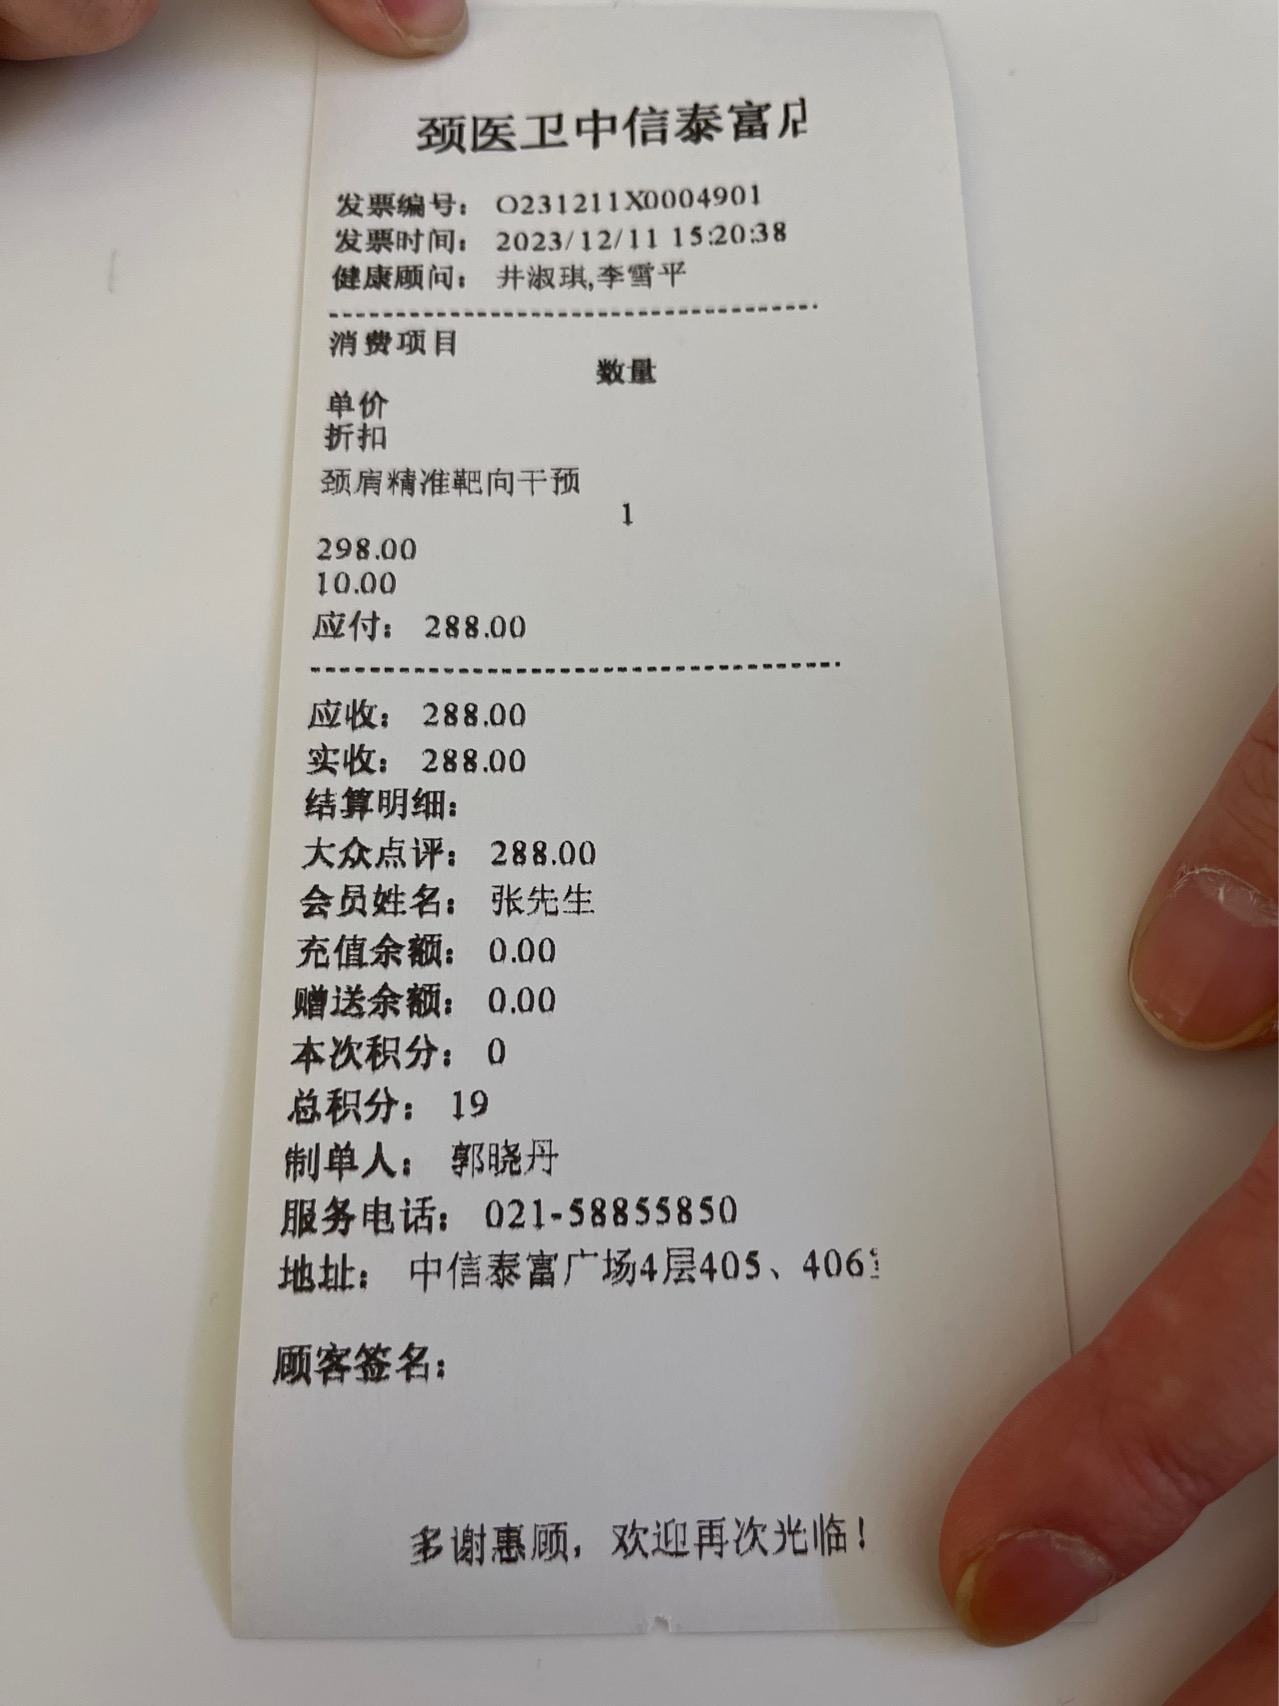 颈医卫中信泰富
发票编号： O231211X0004901
发票时间： 2023/12/11 15:20:38
健康顾问： 井淑琪,李雪平
消费项目
数量
单价
折扣
颈肩精准靶向干预
1
298.00
10.00
应付： 288.00
应收： 288.00
实收： 288.00
结算明细：
大众点评： 288.00
会员姓名： 张先生
充值余额： 0.00
赠送余额： 0.00
本次积分： 0
总积分： 19
制单人： 郭晓丹
服务电话： 021-58855850
地址： 中信泰富广场4层405、406
顾客签名：
多谢惠顾，欢迎再次光临！